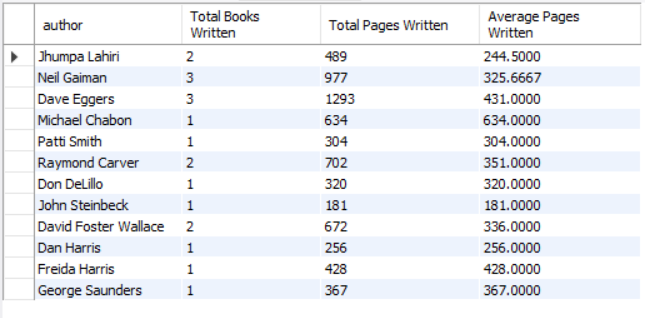 author Total Books Written Total Pages Written Average Pages Written
Jhumpa Lahiri 2 489 244.5000
Neil Gaiman 3 977 325.6667
Dave Eggers 3 1293 431.0000
Michael Chabon 1 634 634.0000
Patti Smith 1 304 304.0000
Raymond Carver 2 702 351.0000
Don DeLillo 1 320 320.0000
John Steinbeck 1 181 181.0000
David Foster Wallace 2 672 336.0000
Dan Harris 1 256 256.0000
Freida Harris 1 428 428.0000
George Saunders 1 367 367.0000